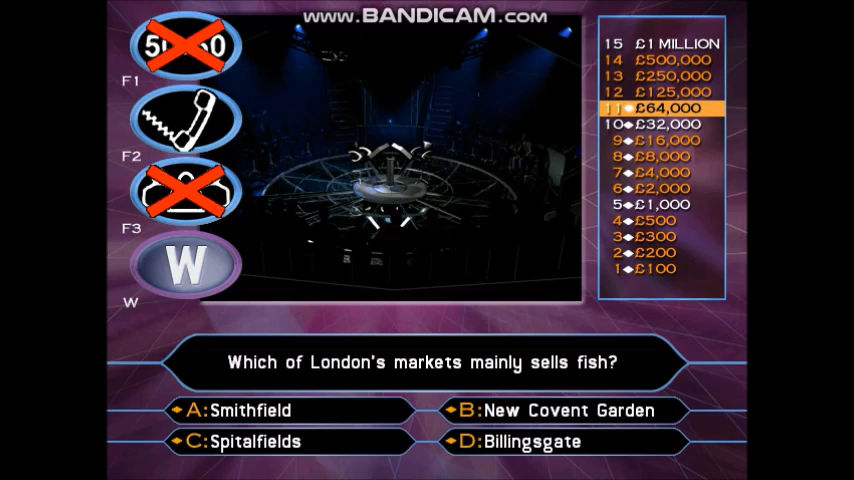 www.BANDICAM.com
F1
F2
F3
W
W
15 £1 MILLION
14 £500,000
13 £250,000
12 £125,000
11 £64,000
10 £32,000
9 £16,000
8 £8,000
7 £4,000
6 £2,000
5 £1,000
4 £500
3 £300
2 £200
1 £100
Which of London's markets mainly sells fish?
A: Smithfield
B: New Covent Garden
C: Spitalfields
D: Billingsgate